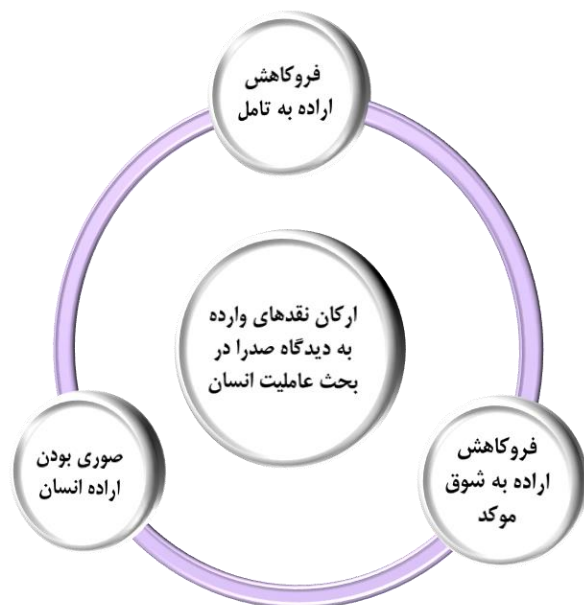 فروکاهش
اراده به تامل
ارکان نقدهای وارده
به دیدگاه صدرا در
بحث عاملیت انسان
فروکاهش
اراده به شوق
موکد
صوری بودن
اراده انسان